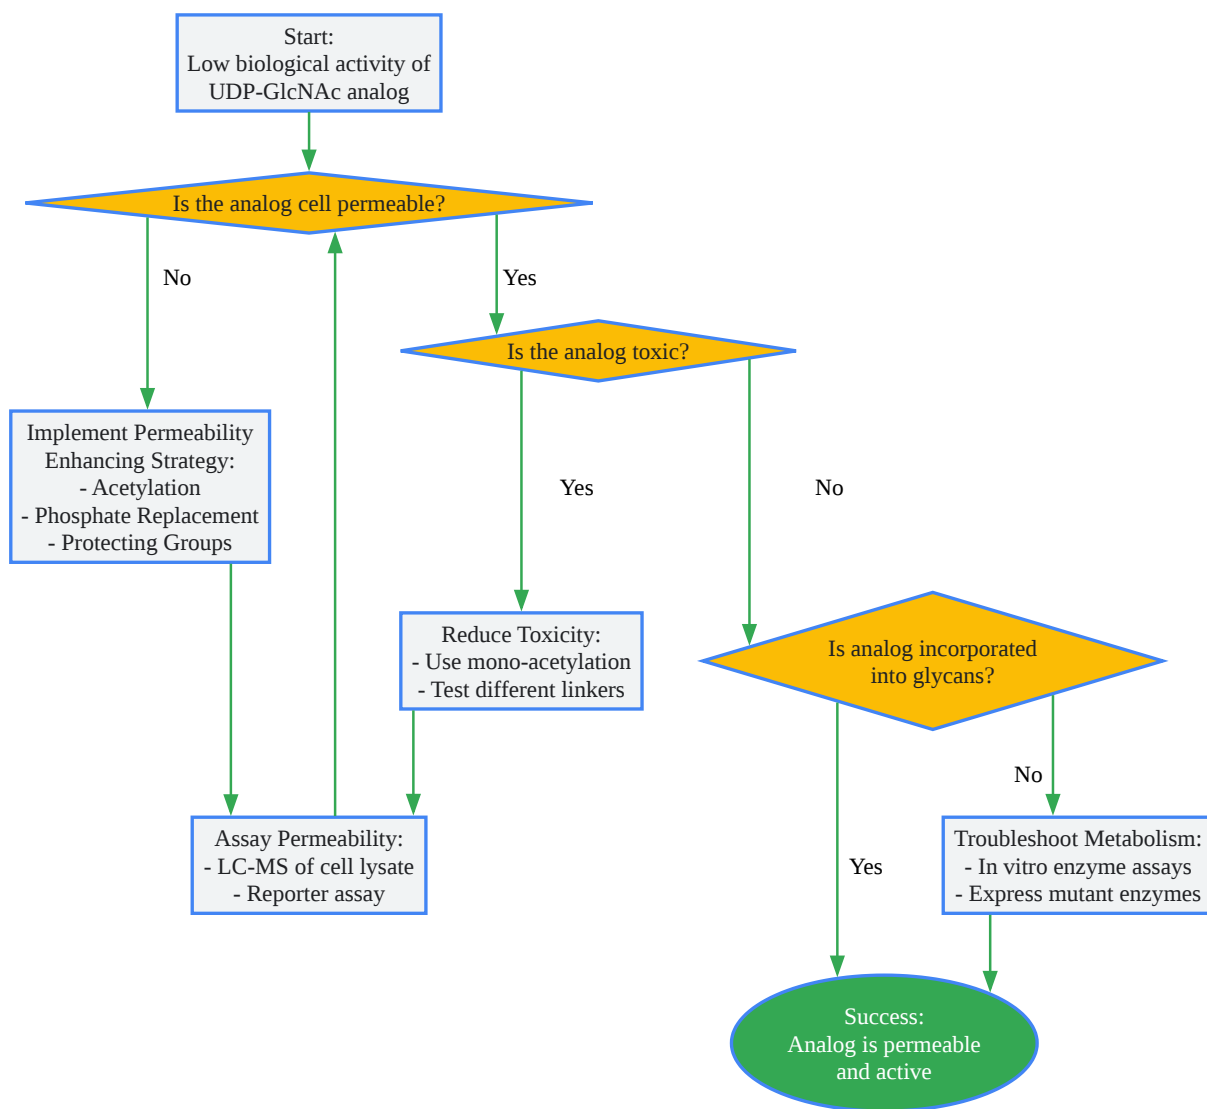 Start:
Low biological activity of
UDP-GlcNAc analog
Is the analog cell permeable?
No
Yes
Is the analog toxic?
Implement Permeability
Enhancing Strategy:
- Acetylation
- Phosphate Replacement
- Protecting Groups
Yes
No
Reduce Toxicity:
- Use mono-acetylation
- Test different linkers
Is analog incorporated
into glycans?
No
Assay Permeability:
- LC-MS of cell lysate
- Reporter assay
Yes
Troubleshoot Metabolism:
- In vitro enzyme assays
- Express mutant enzymes
Success:
Analog is permeable
and active